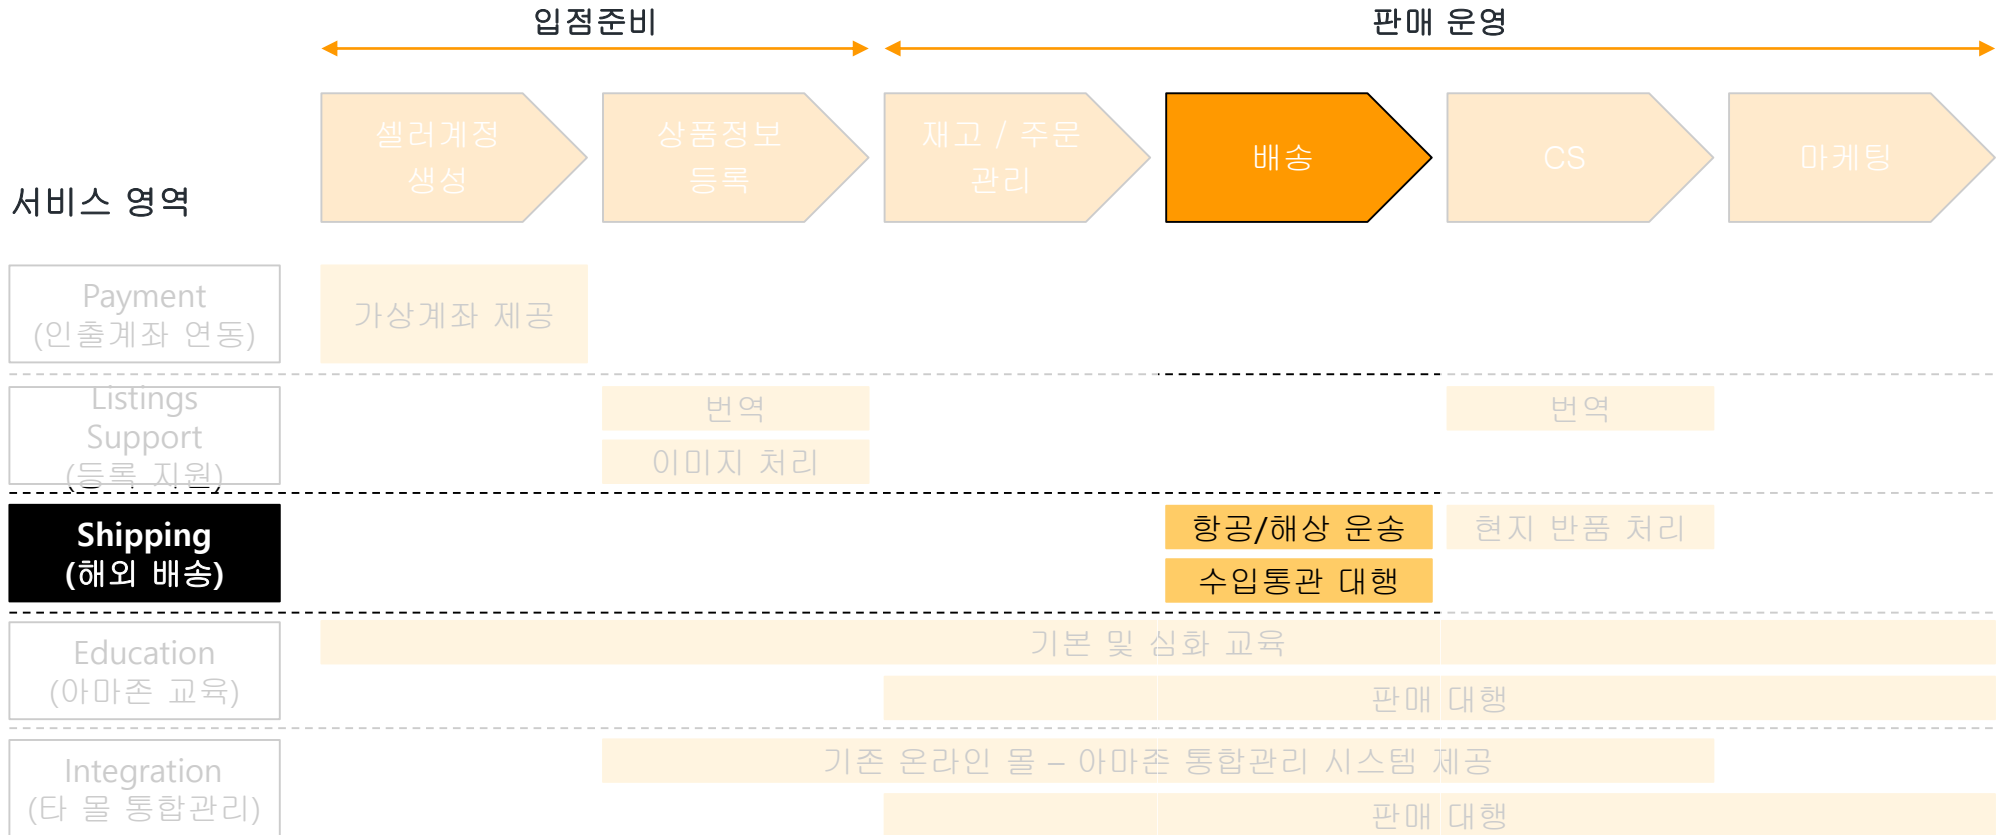 입점준비
판매 운영
서비스 영역
셀러계정
생성
상품정보
등록
재고 / 주문
관리
배송
CS
마케팅
Payment
(인출계좌 연동)
가상계좌 제공
Listings
Support
(등록 지원)
번역
이미지 처리
번역
Shipping
(해외 배송)
항공/해상 운송
수입통관 대행
현지 반품 처리
Education
(아마존 교육)
기본 및 심화 교육
판매 대행
Integration
(타 몰 통합관리)
기존 온라인 몰 – 아마존 통합관리 시스템 제공
판매 대행